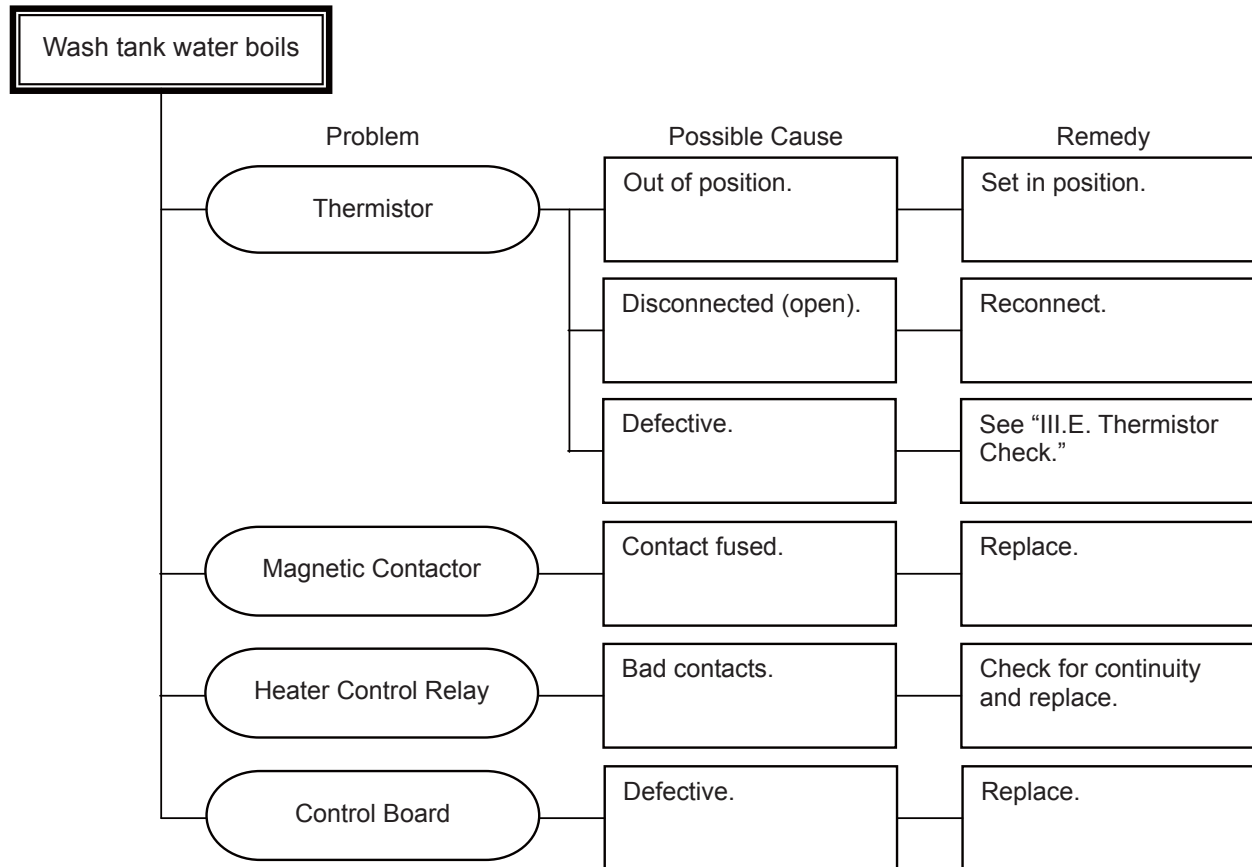 Wash tank water boils
Problem
Possible Cause
Remedy
Thermistor
Out of position.
Set in position.
Disconnected (open).
Reconnect.
Defective.
See “III.E. Thermistor
Check.”
Magnetic Contactor
Contact fused.
Replace.
Heater Control Relay
Bad contacts.
Check for continuity
and replace.
Control Board
Defective.
Replace.